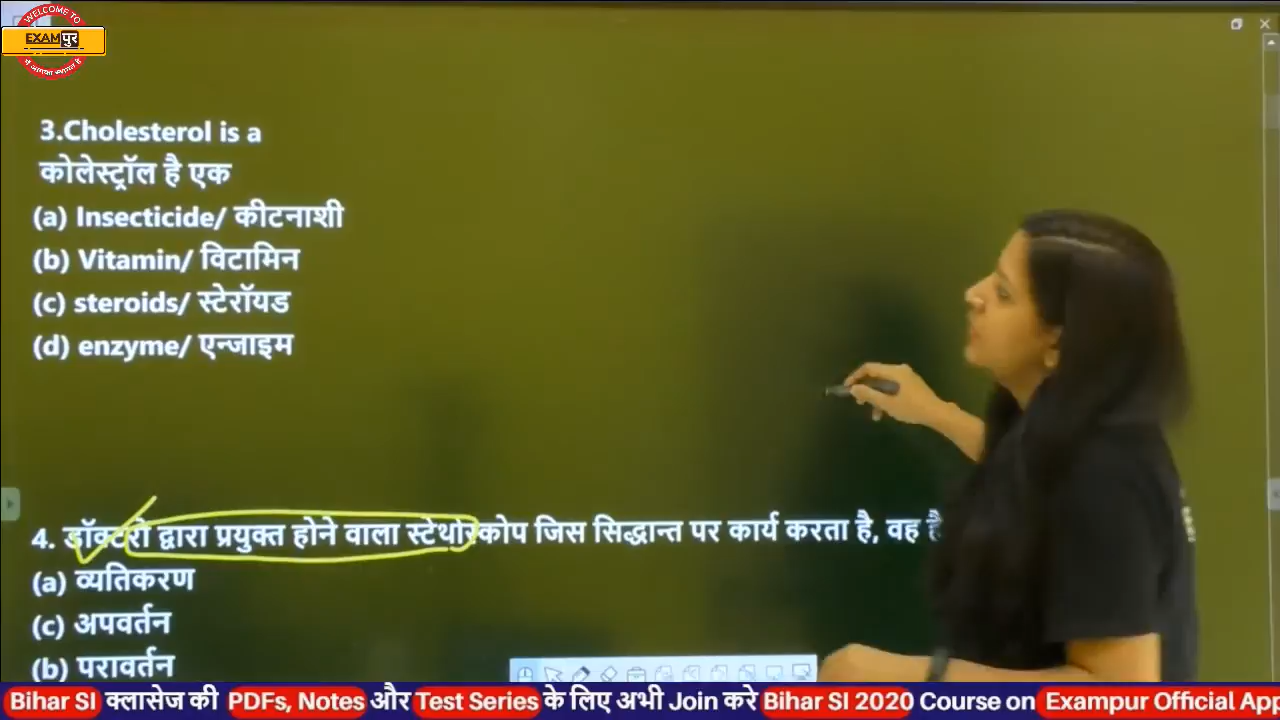 WELCOME TO
EXAMपुर
3.Cholesterol is a
कोलेस्ट्रॉल है एक
(a) Insecticide/ कीटनाशी
(b) Vitamin/ विटामिन
(c) steroids/ स्टेरॉयड
(d) enzyme/ एन्जाइम
4. डॉक्टरो द्वारा प्रयुक्त होने वाला स्टेथोस्कोप जिस सिद्धान्त पर कार्य करता है, वह है
(a) व्यतिकरण
(c) अपवर्तन
(b) परावर्तन
Bihar SI क्लासेज की PDFs, Notes और Test Series के लिए अभी Join करे Bihar SI 2020 Course on Exampur Official App